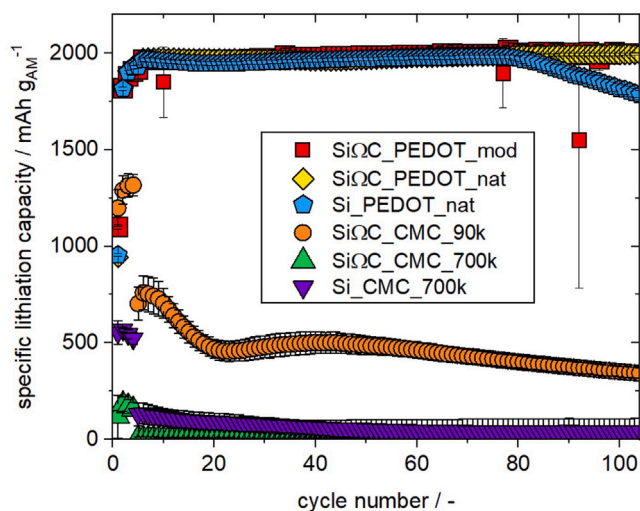 specific lithiation capacity / mAh g_AM⁻¹
2000
1500
1000
500
0
SiΩC_PEDOT_mod
SiΩC_PEDOT_nat
Si_PEDOT_nat
SiΩC_CMC_90k
SiΩC_CMC_700k
Si_CMC_700k
0 20 40 60 80 100
cycle number / -